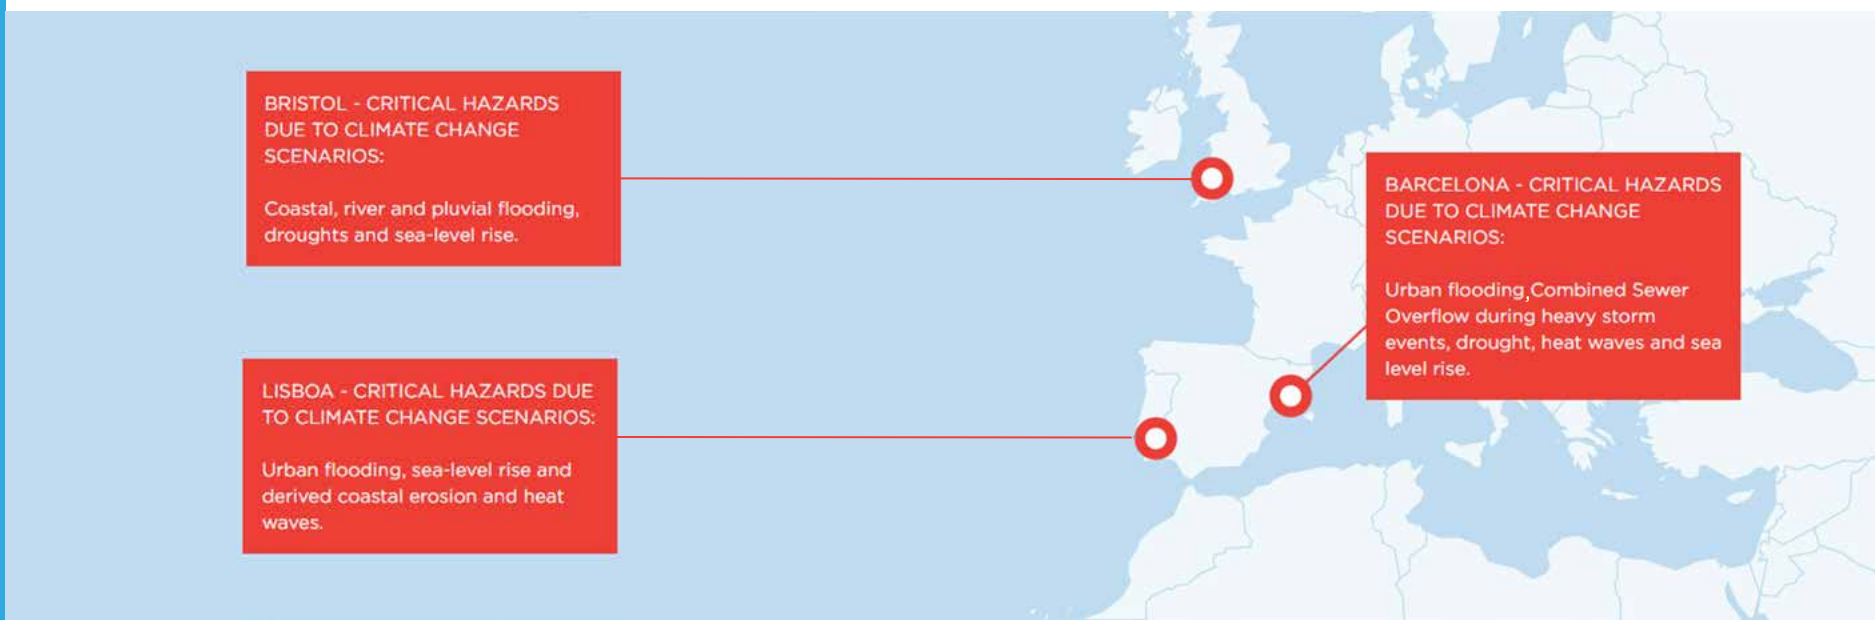 BRISTOL - CRITICAL HAZARDS
DUE TO CLIMATE CHANGE
SCENARIOS:
Coastal, river and pluvial flooding,
droughts and sea-level rise.
BARCELONA - CRITICAL HAZARDS
DUE TO CLIMATE CHANGE
SCENARIOS:
Urban flooding,Combined Sewer
Overflow during heavy storm
events, drought, heat waves and sea
level rise.
LISBOA - CRITICAL HAZARDS DUE
TO CLIMATE CHANGE SCENARIOS:
Urban flooding, sea-level rise and
derived coastal erosion and heat
waves.